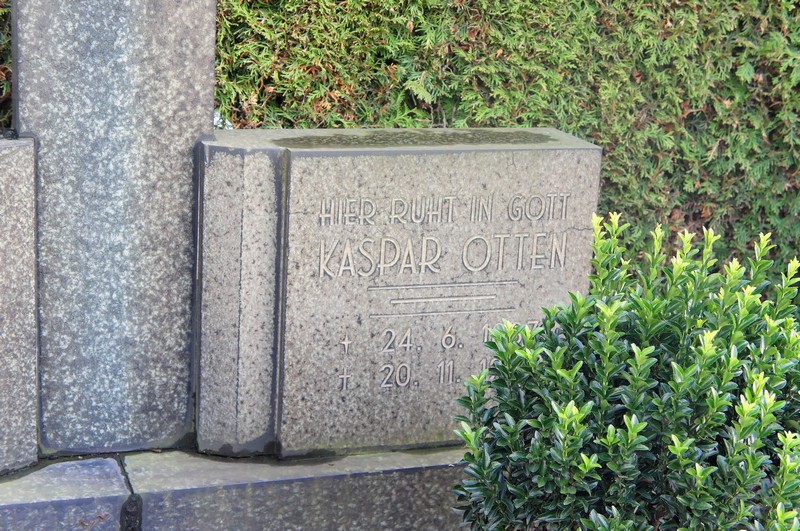 HIER RUHT IN GOTT
KASPAR OTTEN
24. 6.
20. 11.